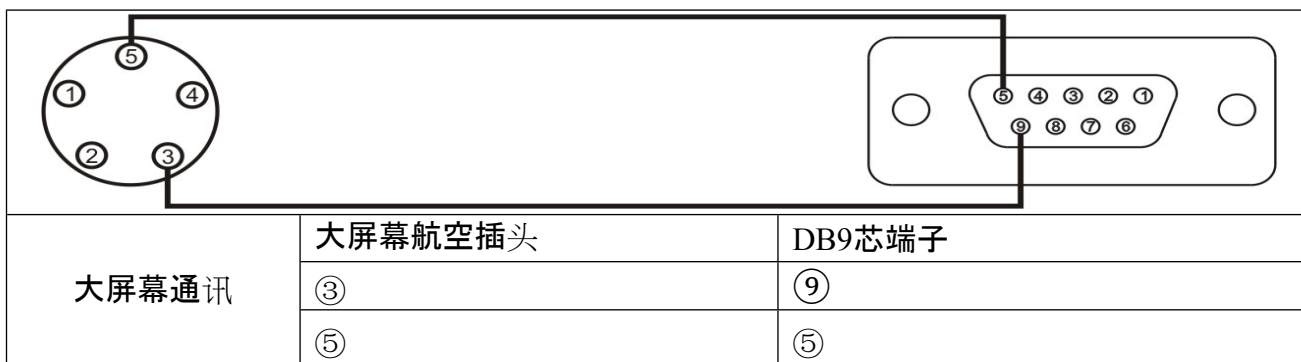 ⑤
① ④
② ③
⑤ ④ ③ ② ①
⑨ ⑧ ⑦ ⑥
大屏幕通讯
大屏幕航空插头 DB9芯端子
③ ⑨
⑤ ⑤